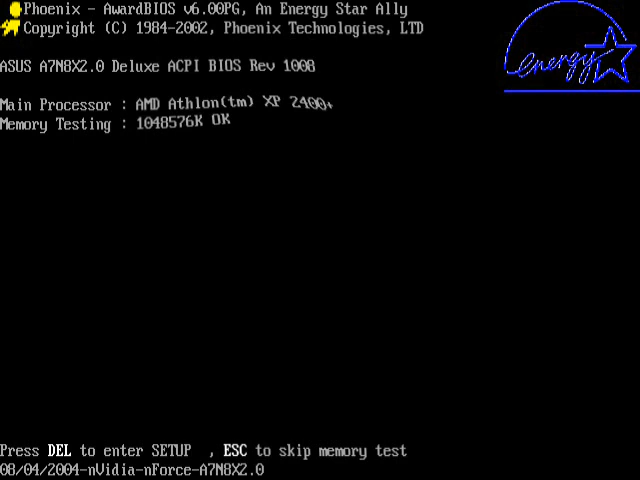 Phoenix - AwardBIOS v6.00PG, An Energy Star Ally
Copyright (C) 1984-2002, Phoenix Technologies, LTD
energy
ASUS A7N8X2.0 Deluxe ACPI BIOS Rev 1008
Main Processor : AMD Athlon(tm) XP 2400+
Memory Testing : 1048576K OK
Press DEL to enter SETUP , ESC to skip memory test
08/04/2004-nVidia-nForce-A7N8X2.0